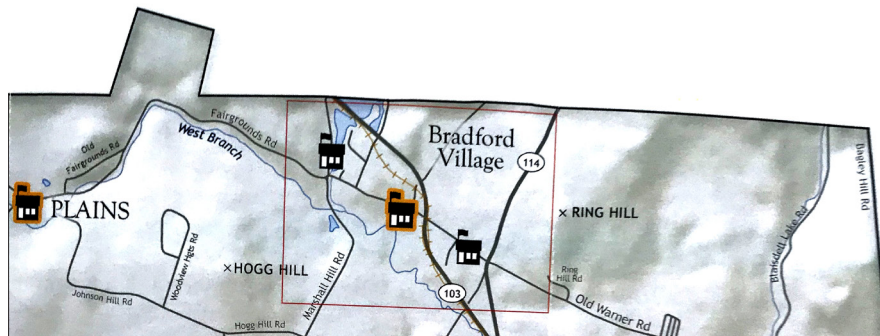 Fairgrounds Rd
West Branch
Old
Fairgrounds Rd
Bradford
Village
114
Bagley Hill Rd
PLAINS
RING HILL
Blaisdell Lake Rd
Woodview Hgts Rd
HOGG HILL
Marshall Hill Rd
Ring
Hill Rd
Johnson Hill Rd
103
Old Warner Rd
Hogg Hill Rd